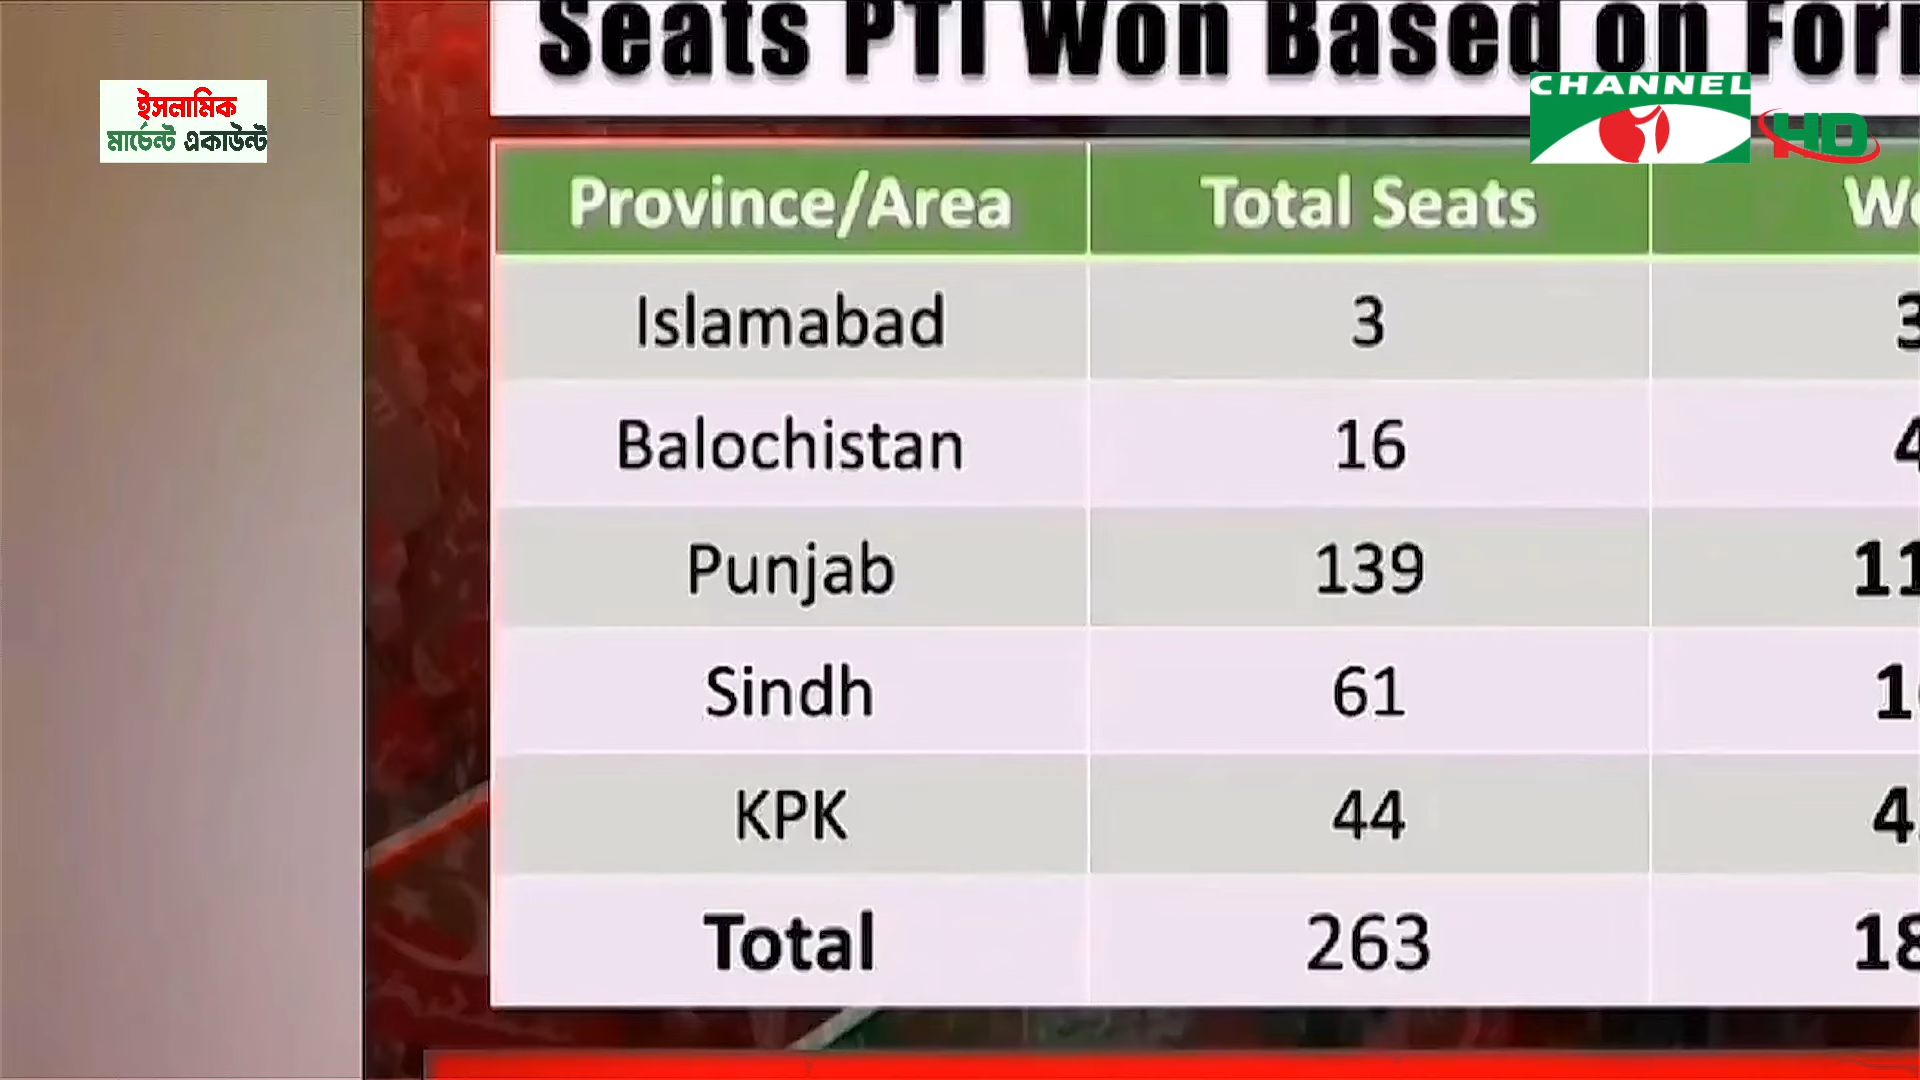 Seats PTI Won Based on
ইসলামিক
মার্চেন্ট একাউন্ট
CHANNEL
HD
Province/Area Total Seats
Islamabad 3 3
Balochistan 16 4
Punjab 139
Sindh 61
KPK 44
Total 263